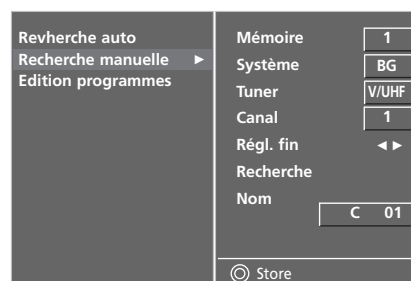 Revherche auto
Recherche manuelle ►
Edition programmes
Mémoire 1
Système BG
Tuner V/UHF
Canal 1
Régl. fin ◄ ►
Recherche
Nom
C 01
Store